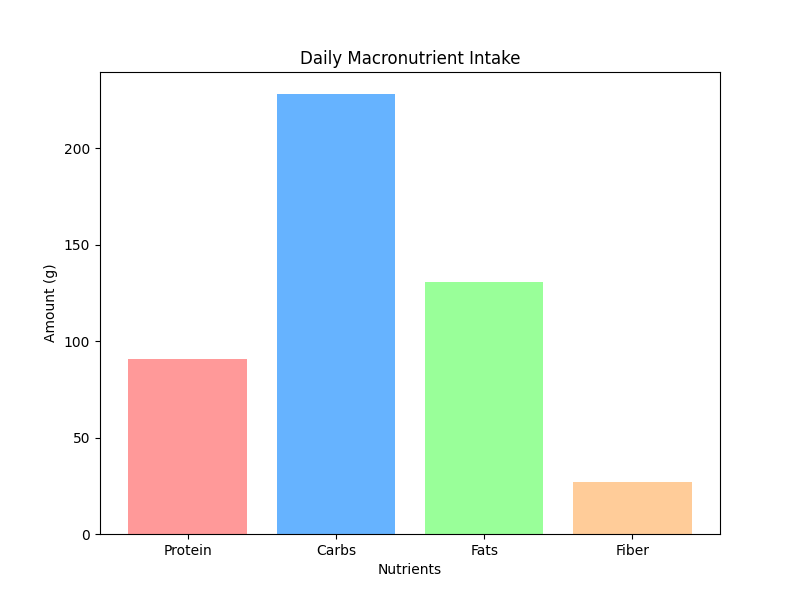 Daily Macronutrient Intake
Amount (g)
200
150
100
50
0
Protein Carbs Fats Fiber
Nutrients